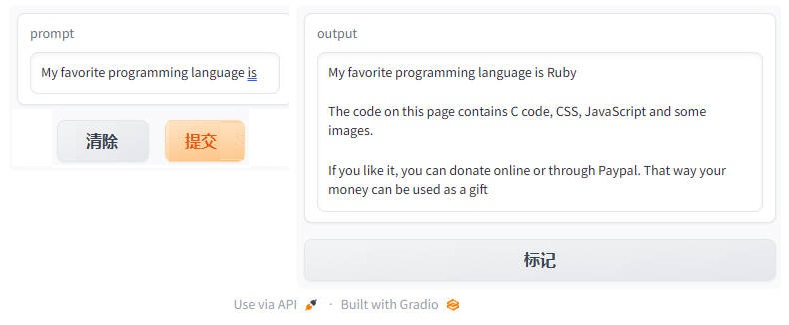 prompt
My favorite programming language is
清除
提交
output
My favorite programming language is Ruby
The code on this page contains C code, CSS, JavaScript and some
images.
If you like it, you can donate online or through Paypal. That way your
money can be used as a gift
标记
Use via API · Built with Gradio